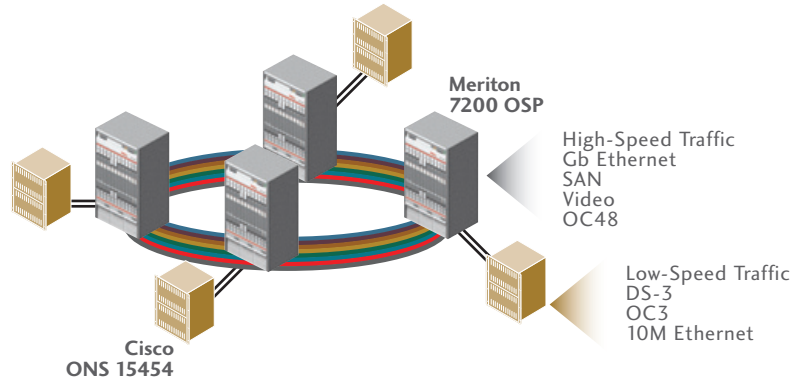 Meriton
7200 OSP
High-Speed Traffic
Gb Ethernet
SAN
Video
OC48
Low-Speed Traffic
DS-3
OC3
10M Ethernet
Cisco
ONS 15454